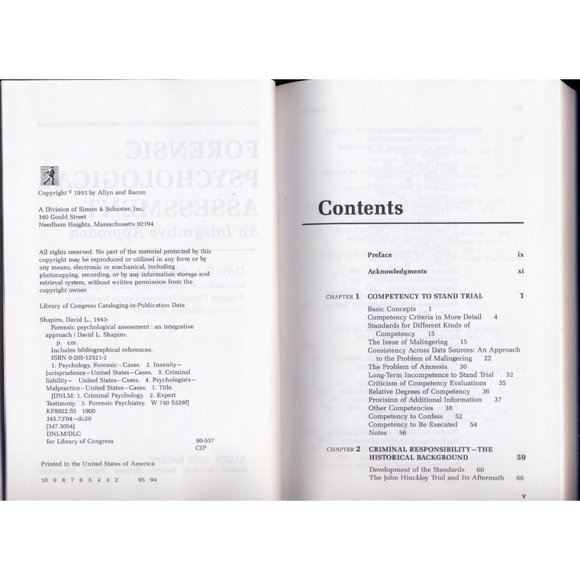 FORENSIC
PSYCHOLOGICA
ASSESSM
An Integrative Approach
Copyright © 1991 by Allyn and Bacon
A Division of Simon & Schuster, Inc.
160 Gould Street
Needham Heights, Massachusetts 02194
All rights reserved. No part of the material protected by this
copyright may be reproduced or utilized in any form or by
any means, electronic or mechanical, including
photocopying, recording, or by any information storage and
retrieval system, without written permission from the
copyright owner.
Library of Congress Cataloging-in-Publication Data
Shapiro, David L., 1943-
Forensic psychological assessment : an integrative
approach / David L. Shapiro.
p. cm.
Includes bibliographical references.
ISBN 0-205-12521-2
1. Psychology, Forensic-Cases. 2. Insanity-
Jurisprudence-United States-Cases. 3. Criminal
liability- United States-Cases. 4. Psychologists-
Malpractice-United States-Cases. I. Title.
[DNLM: 1. Criminal Psychology. 2. Expert
Testimony. 3. Forensic Psychiatry. W 740 S529f]
KF8922.S5 1900
345.73'04-dc20
[347.3054]
DNLM/DLC
for Library of Congress 90-537
CIP
Printed in the United States of America
10 9 8 7 6 5 4 3 2 95 94
ALLYN AND BACON
Contents
Preface ix
Acknowledgments xi
CHAPTER 1 COMPETENCY TO STAND TRIAL 1
Basic Concepts 1
Competency Criteria in More Detail 4
Standards for Different Kinds of
Competency 15
The Issue of Malingering 15
Consistency Across Data Sources: An Approach
to the Problem of Malingering 22
The Problem of Amnesia 30
Long-Term Incompetence to Stand Trial 32
Criticism of Competency Evaluations 35
Relative Degrees of Competency 36
Provision of Additional Information 37
Other Competencies 38
Competency to Confess 52
Competency to Be Executed 54
Notes 56
CHAPTER 2 CRIMINAL RESPONSIBILITY—THE
HISTORICAL BACKGROUND 59
Development of the Standards 60
The John Hinckley Trial and Its Aftermath 66
v